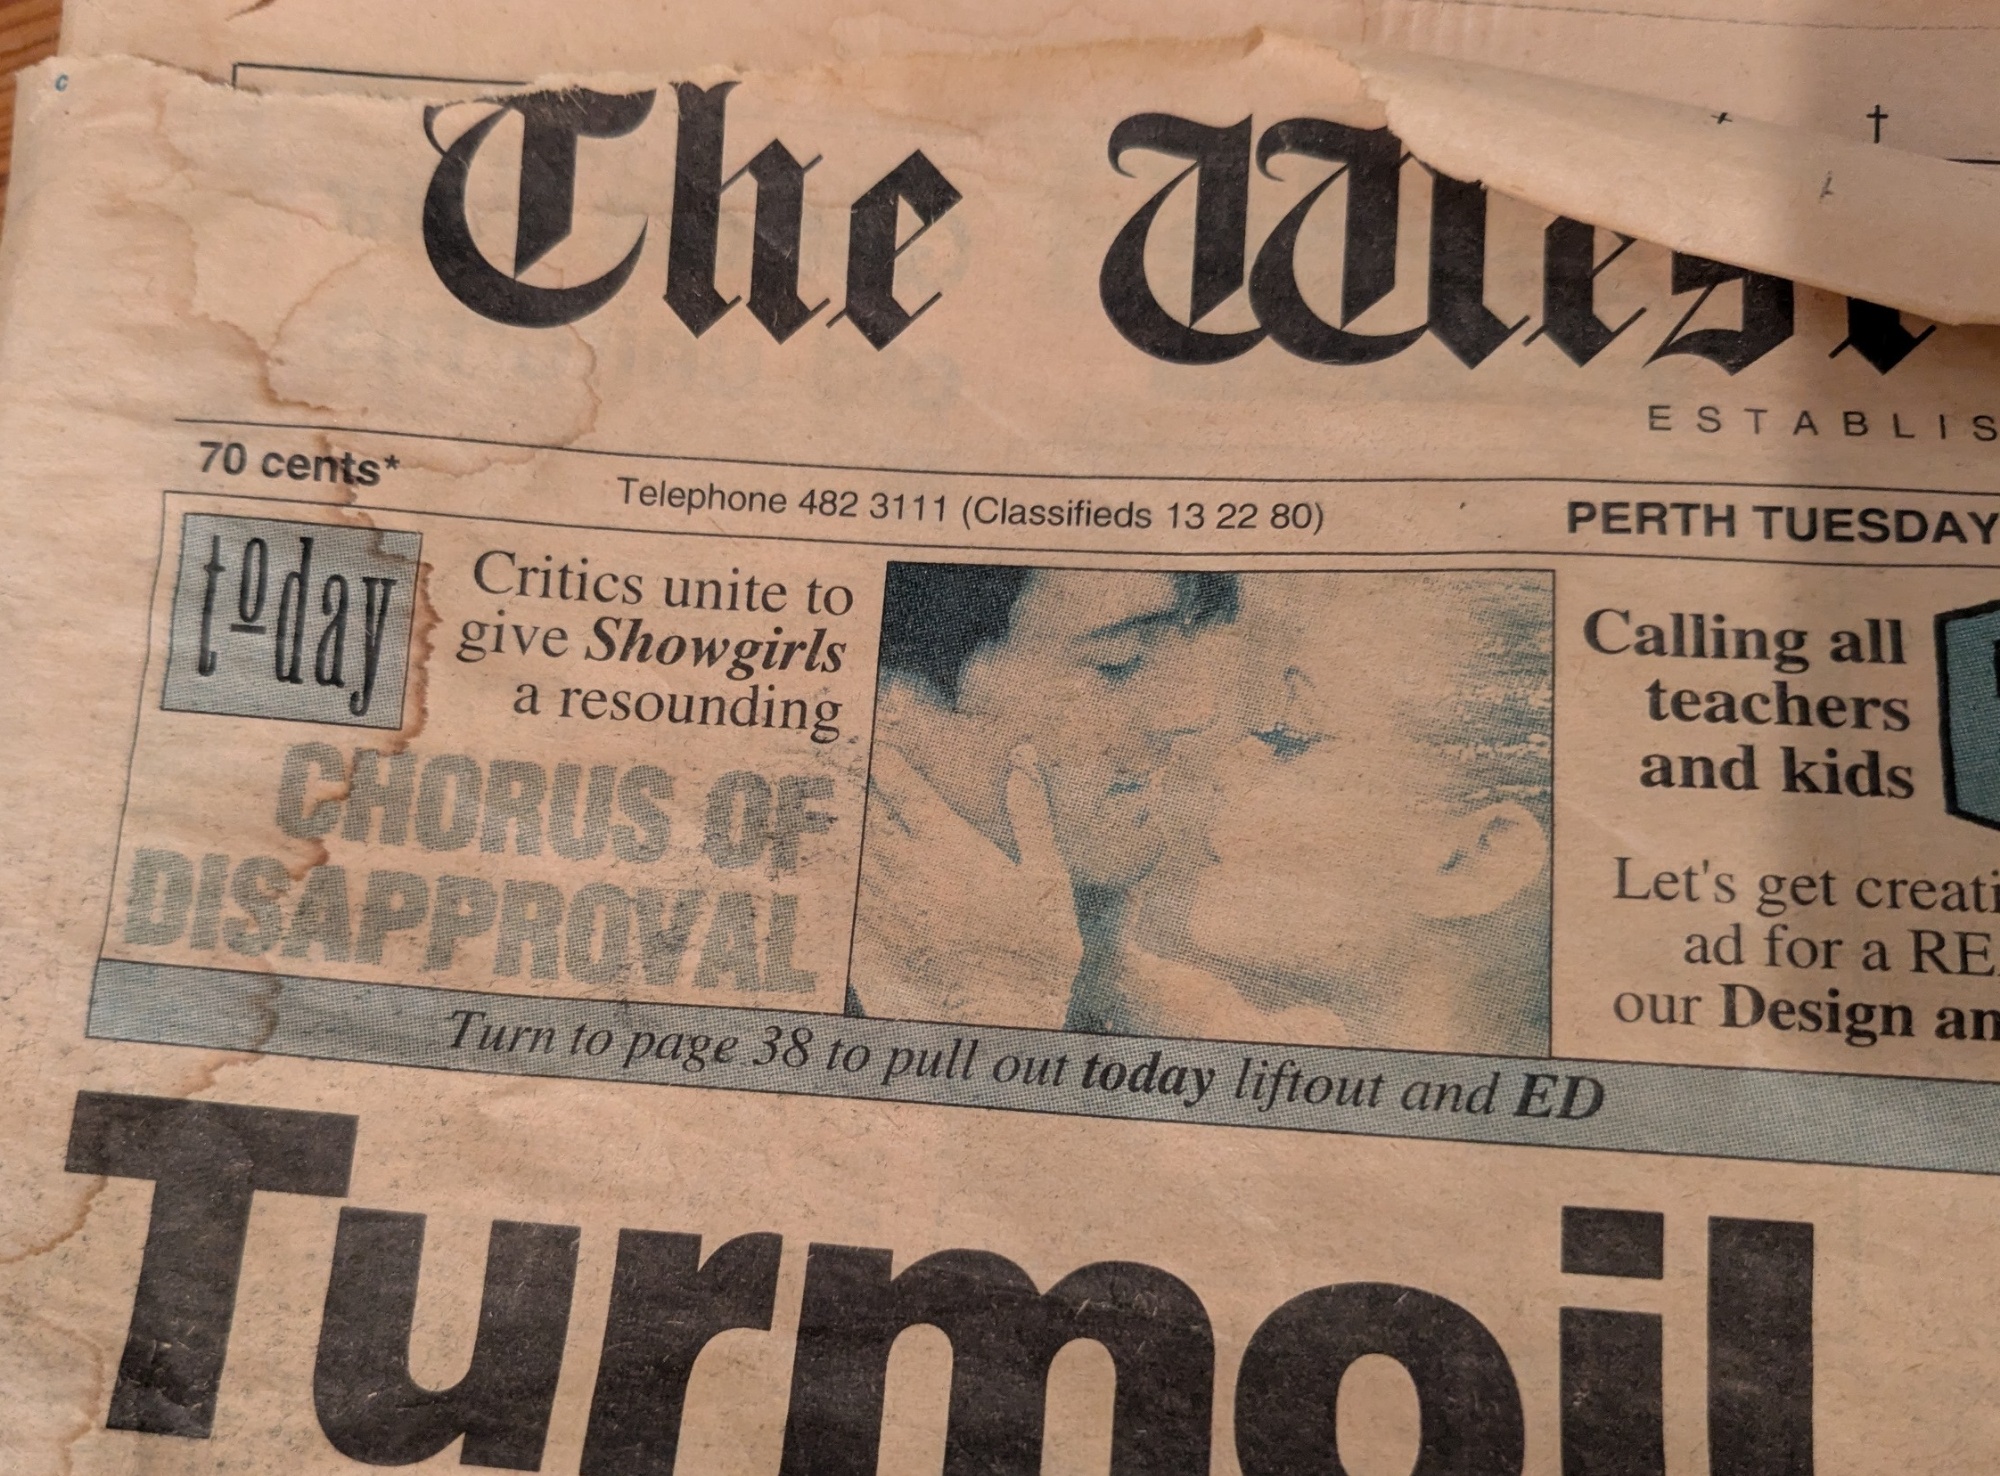 The West
ESTABLIS
70 cents*
Telephone 482 3111 (Classifieds 13 22 80)
PERTH TUESDAY
today
Critics unite to
give Showgirls
a resounding
CHORUS OF
DISAPPROVAL
Calling all
teachers
and kids
Let's get creati
ad for a RE
our Design an
Turn to page 38 to pull out today liftout and ED
Turmoil